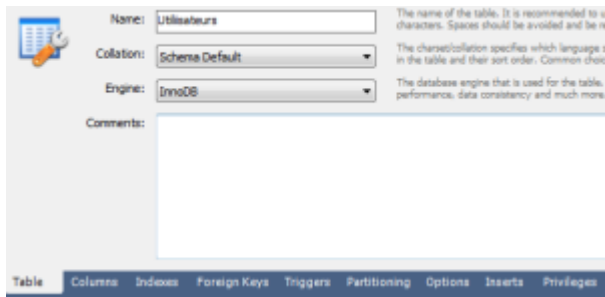 Name: Utilisateurs
The name of the table. It is recommended to u
characters. Spaces should be avoided and be r
Collation: Schema Default
The charset/collation specifies which language s
in the table and their sort order. Common choic
Engine: InnoDB
The database engine that is used for the table.
performance, data consistency and much more.
Comments:
Table Columns Indexes Foreign Keys Triggers Partitioning Options Inserts Privileges